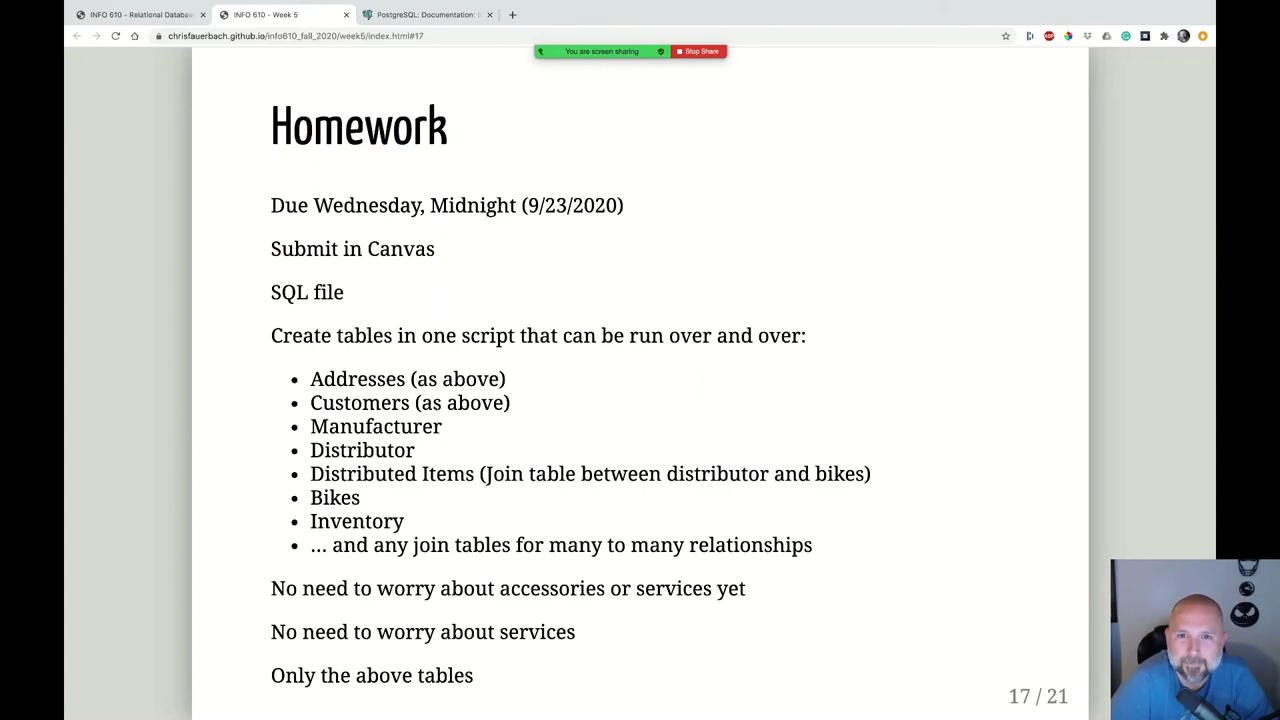 INFO 610 - Relational Databas
INFO 610 - Week 5
PostgreSQL: Documentation:
chrisfauerbach.github.io/info610_fall_2020/week5/index.html#17
You are screen sharing
Stop Share
Homework
Due Wednesday, Midnight (9/23/2020)
Submit in Canvas
SQL file
Create tables in one script that can be run over and over:
• Addresses (as above)
• Customers (as above)
• Manufacturer
• Distributor
• Distributed Items (Join table between distributor and bikes)
• Bikes
• Inventory
• ... and any join tables for many to many relationships
No need to worry about accessories or services yet
No need to worry about services
Only the above tables
17 / 21